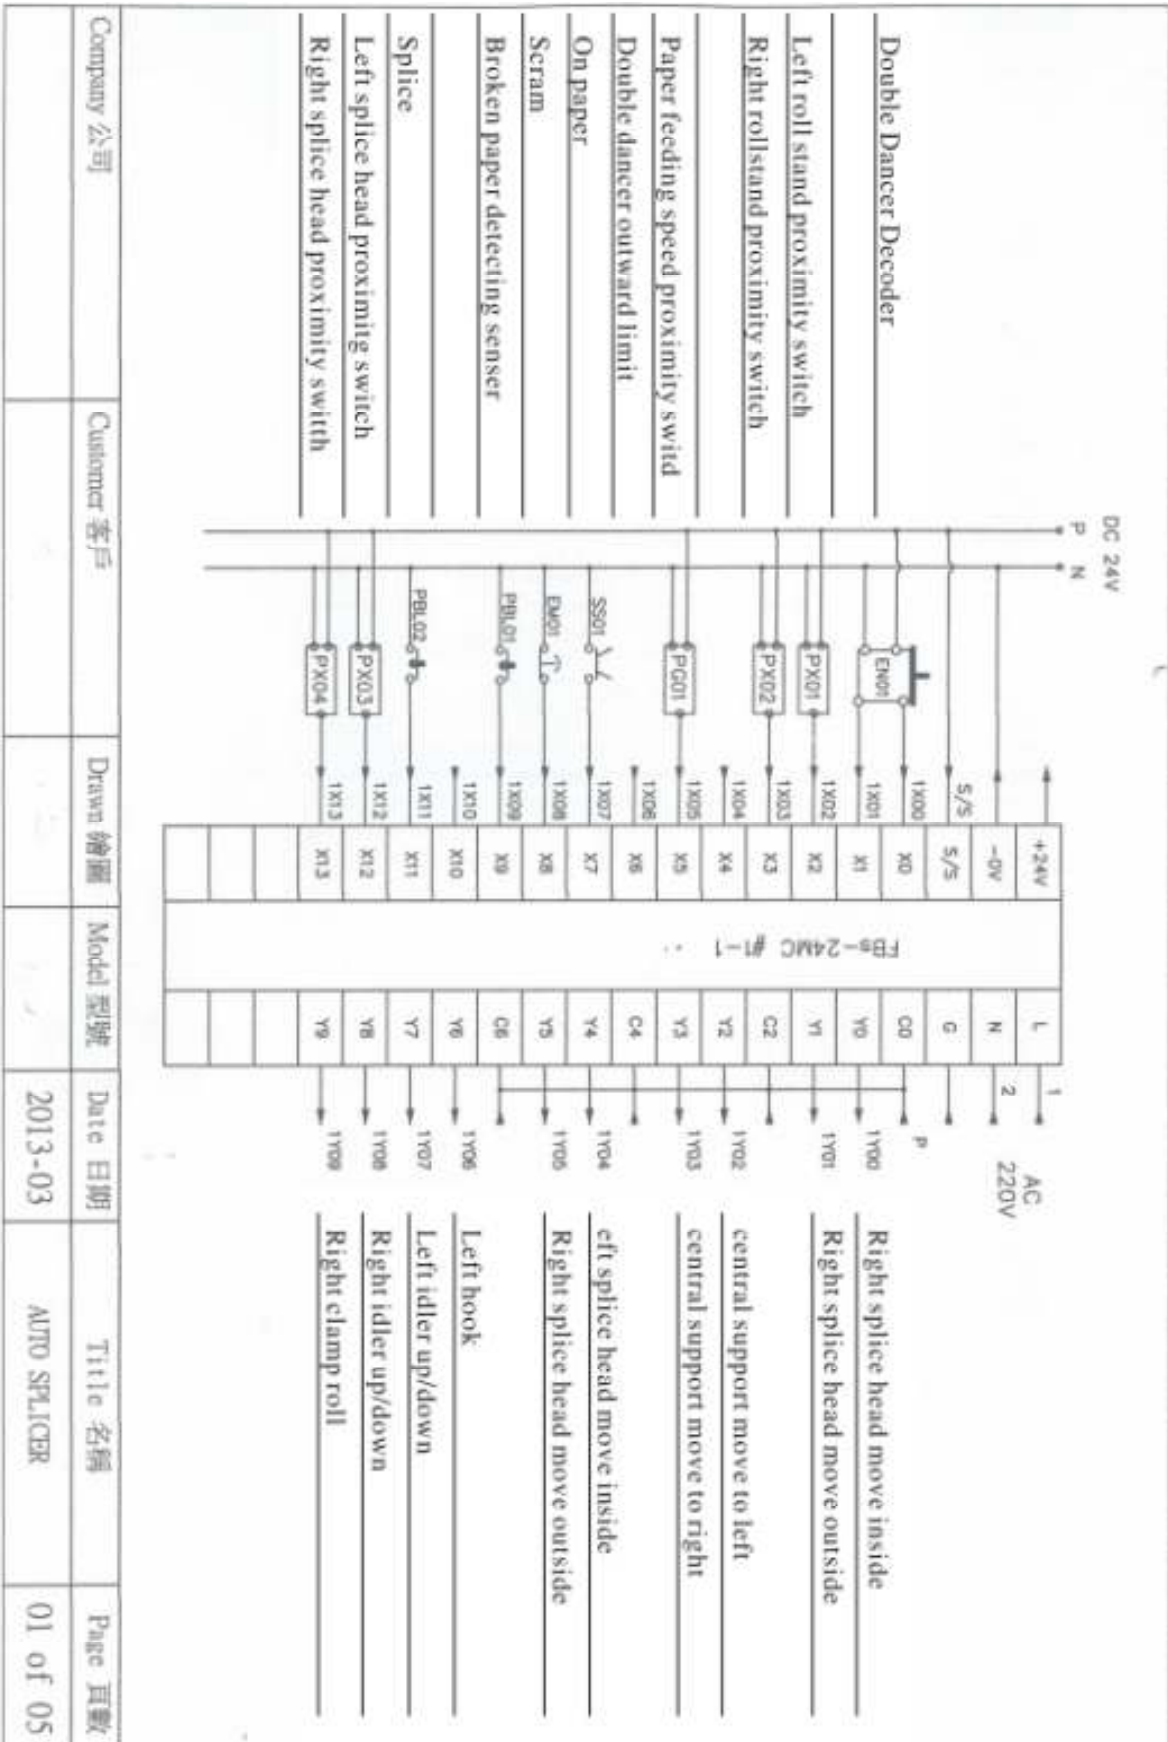 DC 24V
P
N
Double Dancer Decoder
Left roll stand proximity switch
Right rollstand proximity switch
Paper feeding speed proximity switd
Double dancer outward limit
On paper
Scram
Broken paper detecting senser
Splice
Left splice head proximitg switch
Right splice head proximity switth
EN01
PX01
PX02
PG01
SS01
EM01
PBL01
PBL02
PX03
PX04
S/S
1X00
1X01
1X02
1X03
1X04
1X05
1X06
1X07
1X08
1X09
1X10
1X11
1X12
1X13
+24V
-0V
S/S
X0
X1
X2
X3
X4
X5
X6
X7
X8
X9
X10
X11
X12
X13
FBs-24MC #1-1
L
N
G
C0
Y0
Y1
C2
Y2
Y3
C4
Y4
Y5
C6
Y6
Y7
Y8
Y9
1
2
AC
220V
P
1Y00
1Y01
1Y02
1Y03
1Y04
1Y05
1Y06
1Y07
1Y08
1Y09
Right splice head move inside
Right splice head move outside
central support move to left
central support move to right
eft splice head move inside
Right splice head move outside
Left hook
Left idler up/down
Right idler up/down
Right clamp roll
Company 公司
Customer 客戶
Drawn 繪圖
Model 型號
Date 日期
Title 名稱
Page 頁數
2013-03
AUTO SPLICER
01 of 05